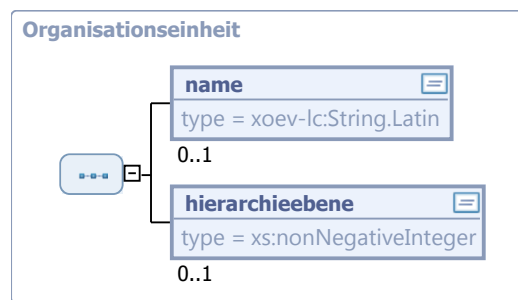 Organisationseinheit
name
type = xoev-lc:String.Latin
0..1
hierarchieebene
type = xs:nonNegativeInteger
0..1